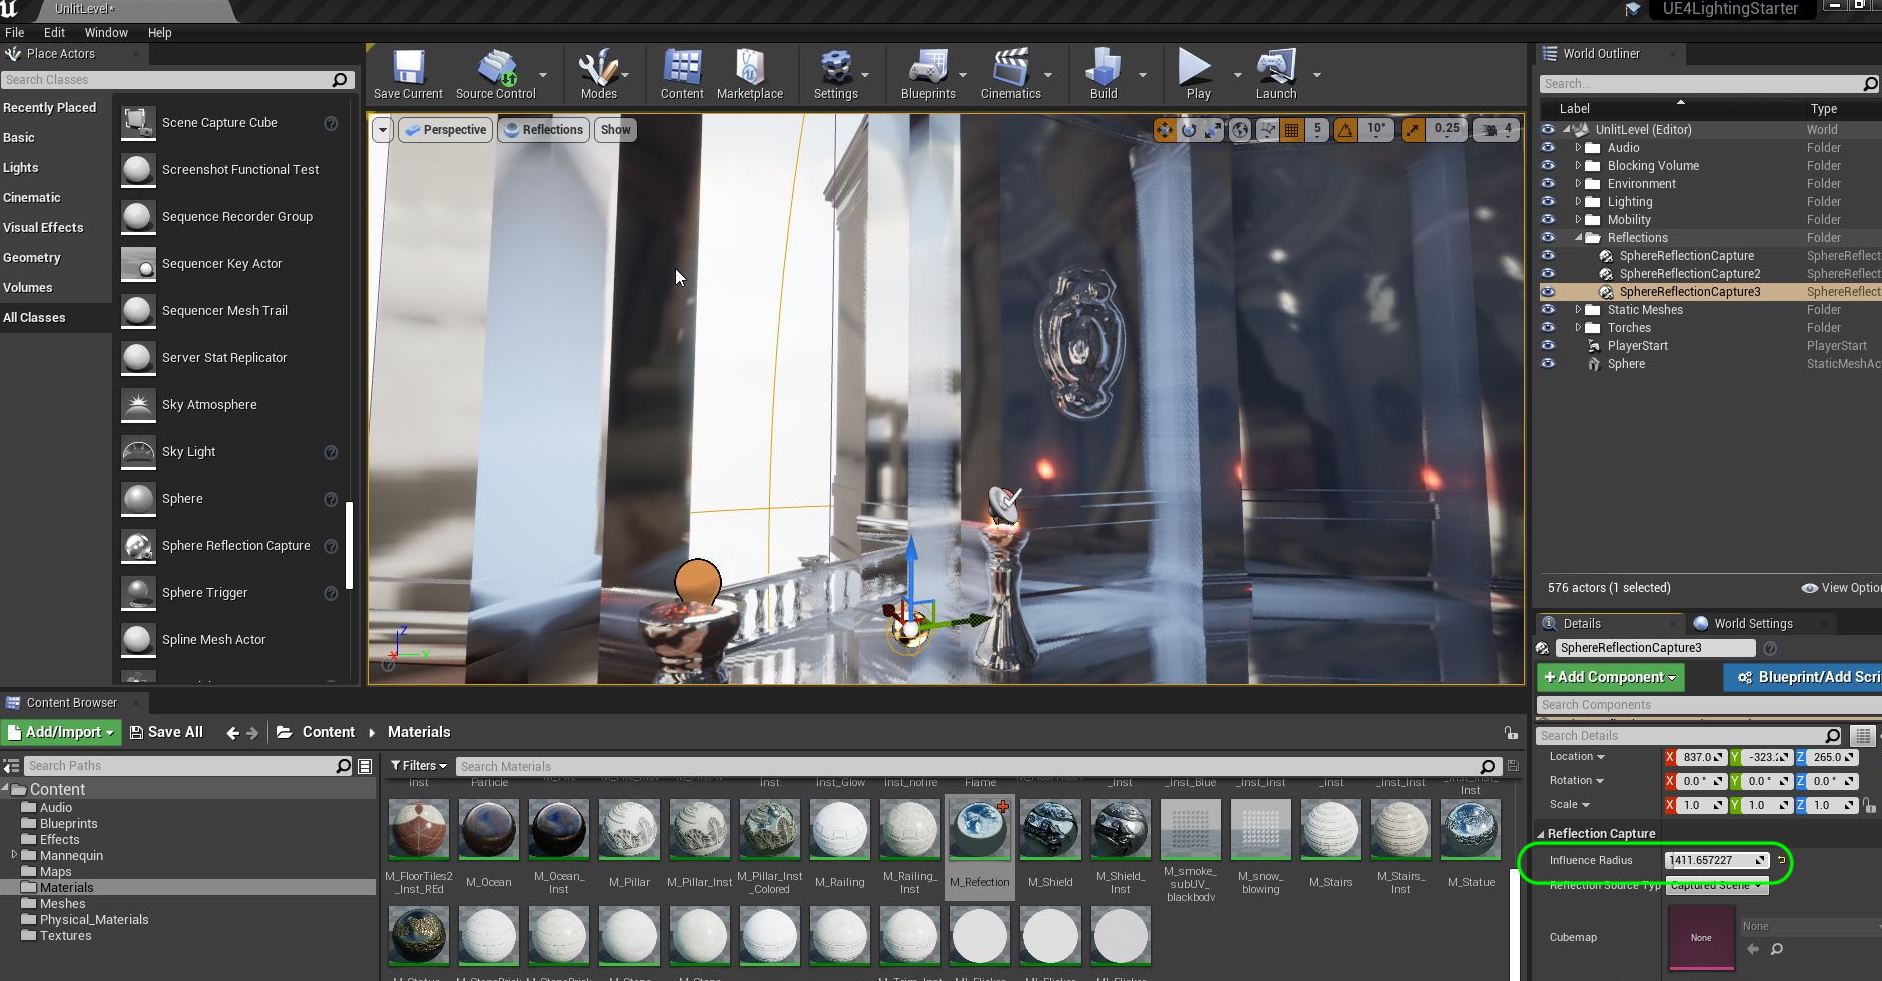 UnlitLevel•
UE4LightingStarter
File Edit Window Help
Place Actors
Search Classes
Recently Placed
Basic
Lights
Cinematic
Visual Effects
Geometry
Volumes
All Classes
Scene Capture Cube
Screenshot Functional Test
Sequence Recorder Group
Sequencer Key Actor
Sequencer Mesh Trail
Server Stat Replicator
Sky Atmosphere
Sky Light
Sphere
Sphere Reflection Capture
Sphere Trigger
Spline Mesh Actor
Save Current Source Control Modes Content Marketplace Settings Blueprints Cinematics Build Play Launch
Perspective Reflections Show
5 10° 0.25 4
Z
X Y
World Outliner
Search...
Label Type
UnlitLevel (Editor) World
Audio Folder
Blocking Volume Folder
Environment Folder
Lighting Folder
Mobility Folder
Reflections Folder
SphereReflectionCapture SphereReflect
SphereReflectionCapture2 SphereReflect
SphereReflectionCapture3 SphereReflect
Static Meshes Folder
Torches Folder
PlayerStart PlayerStart
Sphere StaticMeshAc
576 actors (1 selected) View Optio
Details World Settings
SphereReflectionCapture3
+Add Component Blueprint/Add Scri
Search Components
Search Details
Location X 837.0 Y -323. Z 265.0
Rotation X 0.0 ° Y 0.0 ° Z 0.0 °
Scale X 1.0 Y 1.0 Z 1.0
Reflection Capture
Influence Radius 1411.657227
Reflection Source Typ Captured Scene
Cubemap None None
Content Browser
Add/Import Save All Content Materials
Search Paths
Content
Audio
Blueprints
Effects
Mannequin
Maps
Materials
Meshes
Physical_Materials
Textures
Filters Search Materials
Inst Particle Inst Inst_Glow Inst_nofire Flame _Inst _Inst_Blue _Inst _Inst _Inst_Inst
Inst
M_FloorTiles2_Inst_REd
M_Ocean
M_Ocean_Inst
M_Pillar
M_Pillar_Inst
M_Pillar_Inst_Colored
M_Railing
M_Railing_Inst
M_Refection
M_Shield
M_Shield_Inst
M_smoke_subUV_blackbody
M_snow_blowing
M_Stairs
M_Stairs_Inst
M_Statue